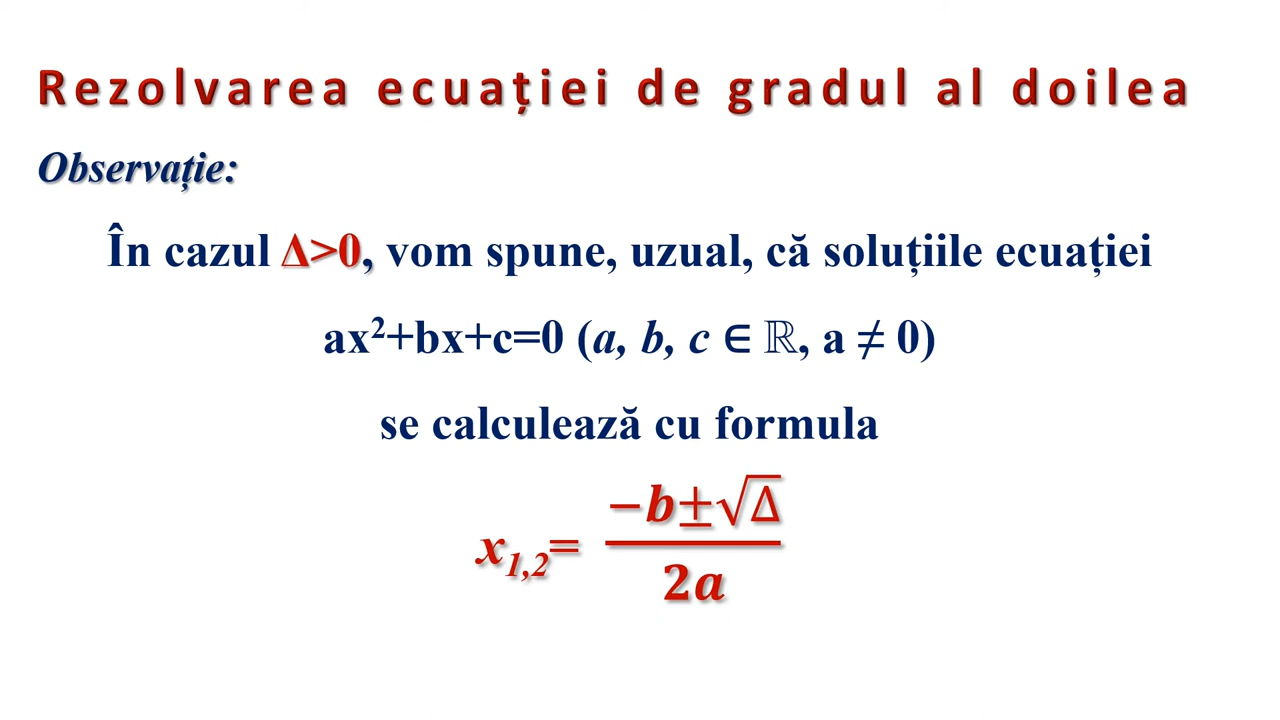 Rezolvarea ecuației de gradul al doilea
Observație:
În cazul Δ>0, vom spune, uzual, că soluțiile ecuației
ax²+bx+c=0 (a, b, c ∈ ℝ, a ≠ 0)
se calculează cu formula
x₁,₂= (−b±√Δ)/(2a)